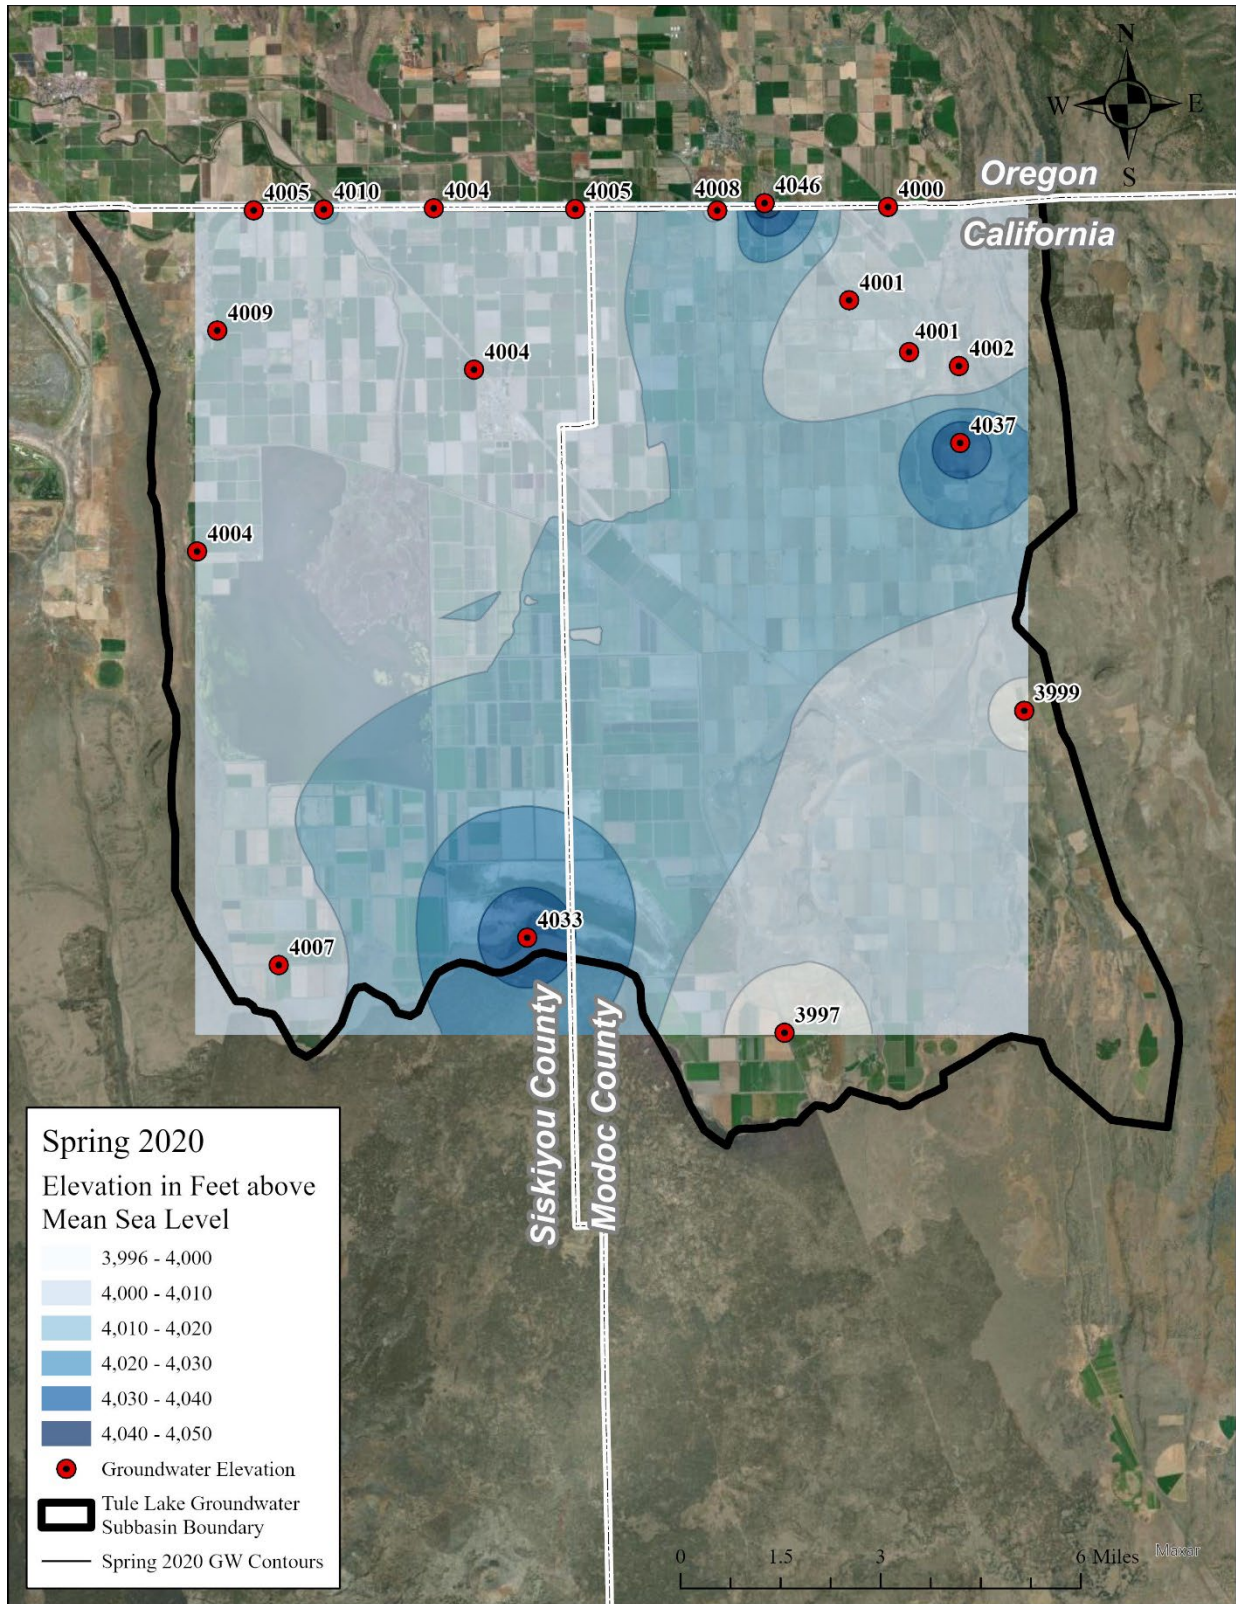 N
W E
S
Oregon
California
4005
4010
4004
4005
4008
4046
4000
4001
4009
4001
4002
4004
4037
4004
3999
4033
4007
3997
Siskiyou County
Modoc County
Spring 2020
Elevation in Feet above
Mean Sea Level
3,996 - 4,000
4,000 - 4,010
4,010 - 4,020
4,020 - 4,030
4,030 - 4,040
4,040 - 4,050
Groundwater Elevation
Tule Lake Groundwater
Subbasin Boundary
Spring 2020 GW Contours
0 1.5 3 6 Miles
Maxar